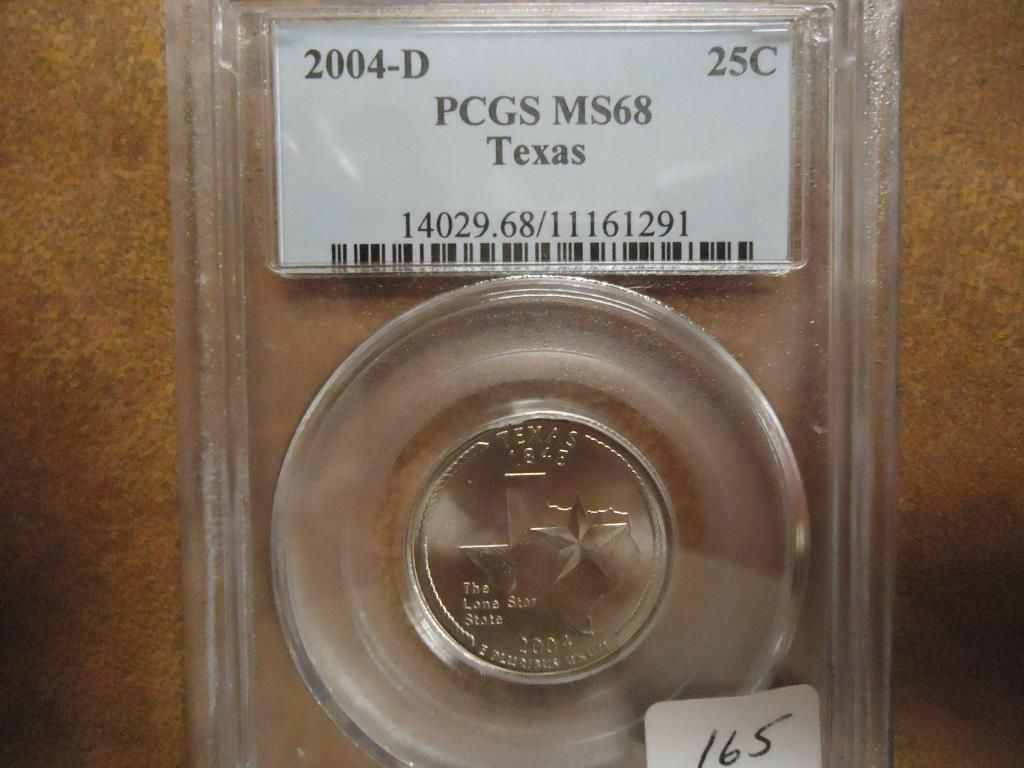 2004-D 25C
PCGS MS68
Texas
14029.68/11161291
TEXAS
1845
The
Lone Star
State
2004
E PLURIBUS UNUM
165